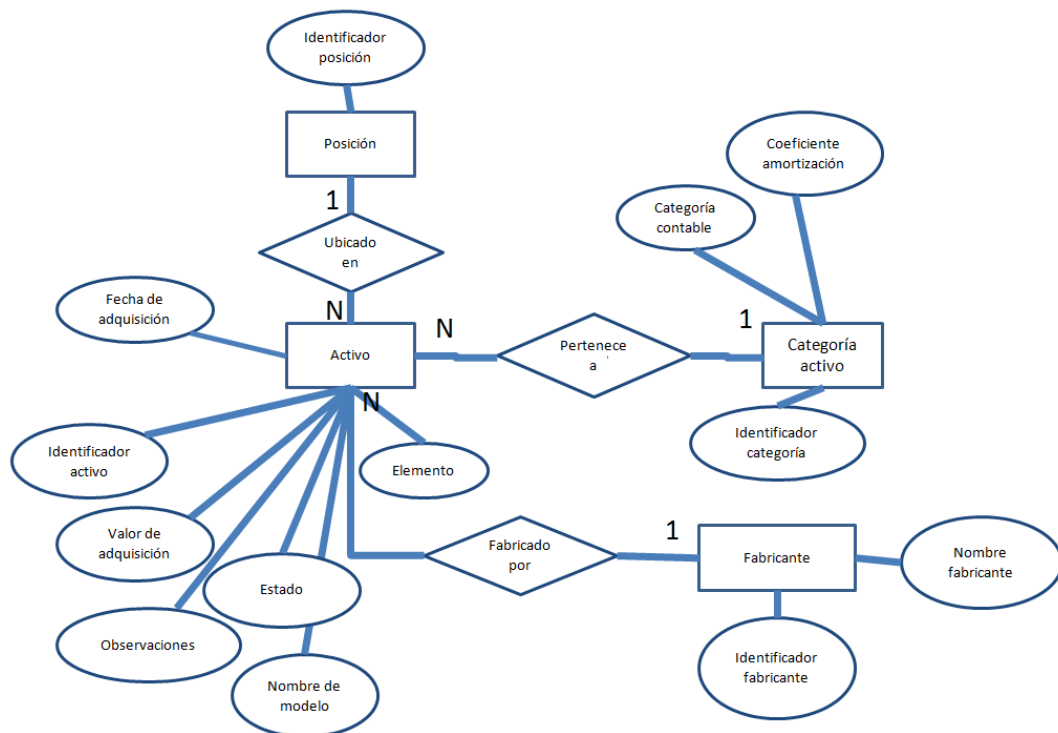 Identificador
posición
Posición
Coeficiente
amortización
1
Categoría
contable
Ubicado
en
Fecha de
adquisición
N
N
1
Activo
Pertenece
a
Categoría
activo
N
Identificador
activo
Elemento
Identificador
categoría
Valor de
adquisición
Fabricado
por
1
Fabricante
Nombre
fabricante
Estado
Observaciones
Identificador
fabricante
Nombre de
modelo